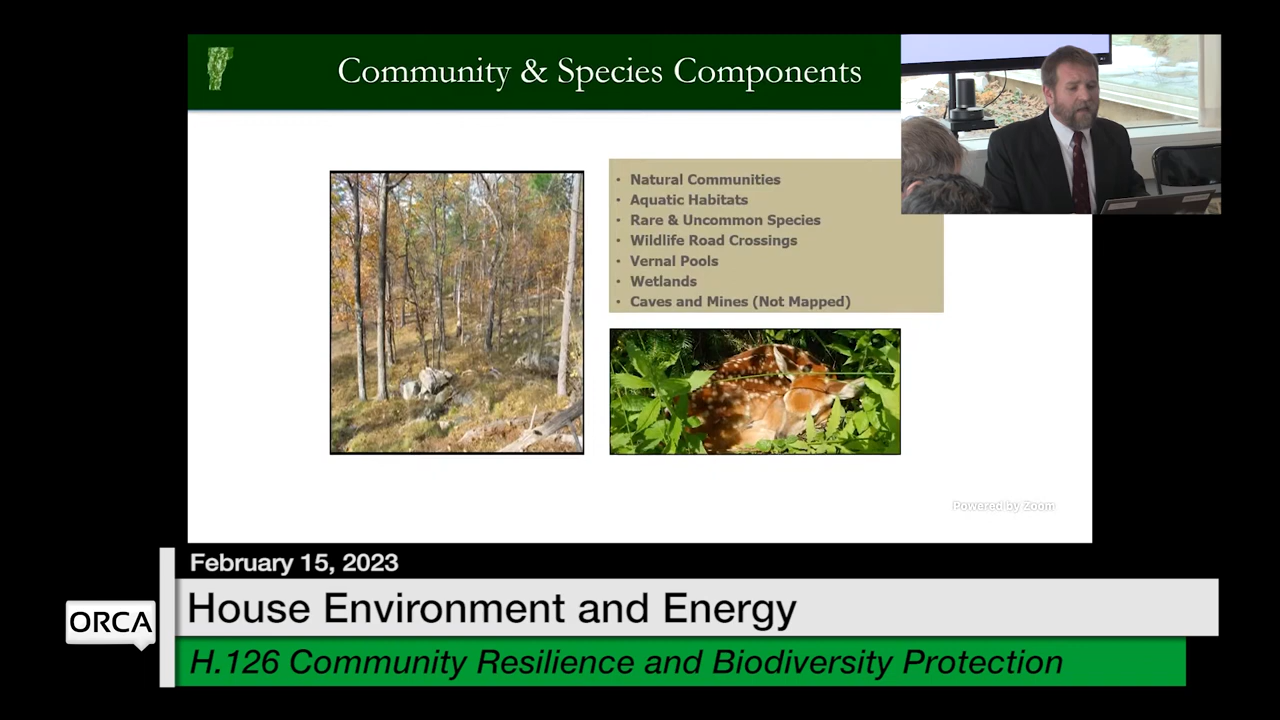 Community & Species Components
• Natural Communities
• Aquatic Habitats
• Rare & Uncommon Species
• Wildlife Road Crossings
• Vernal Pools
• Wetlands
• Caves and Mines (Not Mapped)
Powered by Zoom
February 15, 2023
ORCA
House Environment and Energy
H.126 Community Resilience and Biodiversity Protection